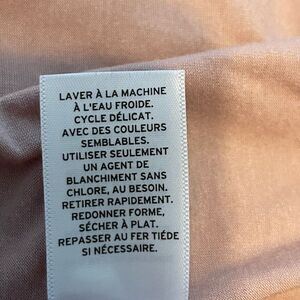 LAVER À LA MACHINE
À L'EAU FROIDE.
CYCLE DÉLICAT.
AVEC DES COULEURS
SEMBLABLES.
UTILISER SEULEMENT
UN AGENT DE
BLANCHIMENT SANS
CHLORE, AU BESOIN.
RETIRER RAPIDEMENT.
REDONNER FORME,
SÉCHER À PLAT.
REPASSER AU FER TIÉDE
SI NÉCESSAIRE.